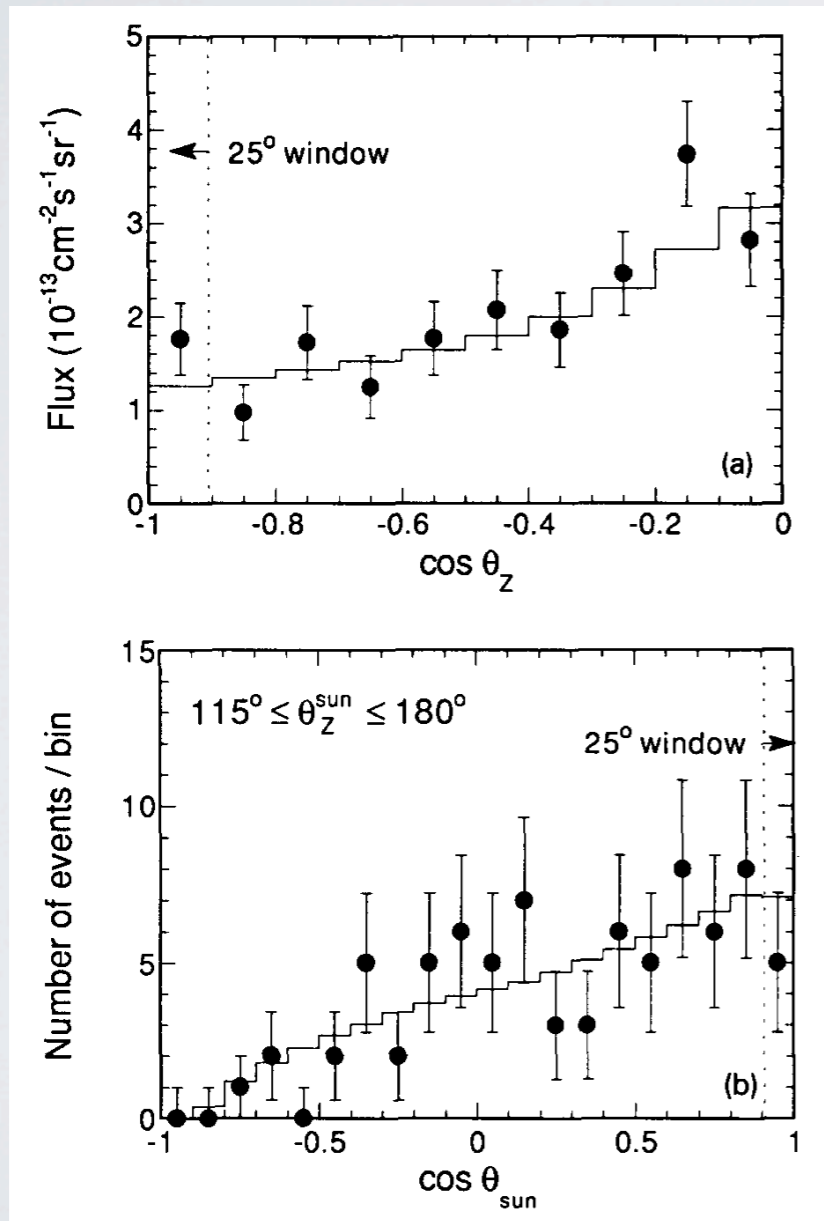 Flux (10⁻¹³cm⁻²s⁻¹sr⁻¹)
5
4
3
2
1
0
25° window
(a)
-1
-0.8
-0.6
-0.4
-0.2
0
cos θ_Z
Number of events / bin
15
10
5
0
115° ≤ θ_Z^sun ≤ 180°
25° window
(b)
-1
-0.5
0
0.5
1
cos θ_sun